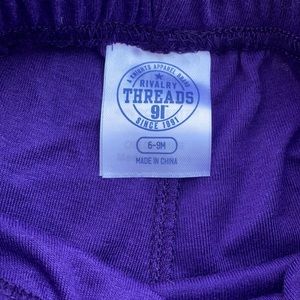 A KNIGHTS APPAREL BRAND
RIVALRY
THREADS
91
SINCE 1991
6-9M
MADE IN CHINA